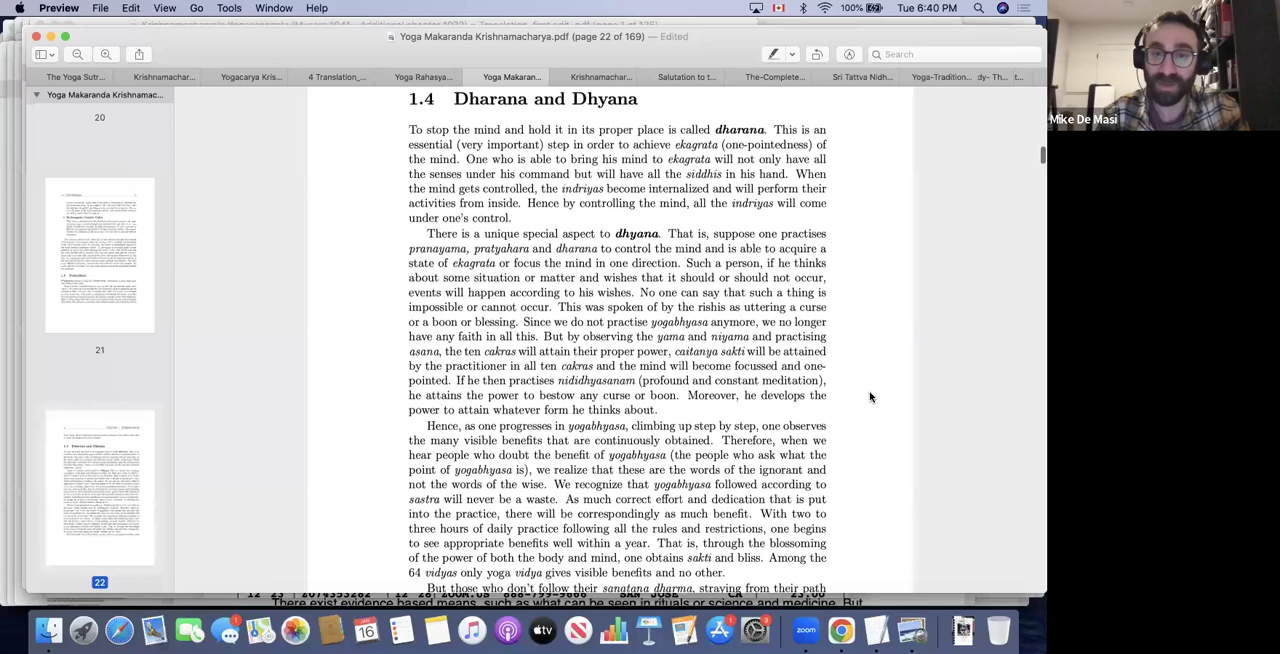 Preview File Edit View Go Tools Window Help 100% Tue 6:40 PM
Yoga Makaranda Krishnamacharya.pdf (page 22 of 169) — Edited
Search
The Yoga Sutr... Krishnamachar... Yogacarya Kris... 4 Translation_... Yoga Rahasya... Yoga Makaran... Krishnamachar... Salutation to t... The-Complete... Sri Tattva Nidh... Yoga-Tradition... dy- Th... t...
Yoga Makaranda Krishnamac...
20
21
22
1.4 Dharana and Dhyana
To stop the mind and hold it in its proper place is called dharana. This is an
essential (very important) step in order to achieve ekagrata (one-pointedness) of
the mind. One who is able to bring his mind to ekagrata will not only have all
the senses under his command but will have all the siddhis in his hand. When
the mind gets controlled, the indriyas become internalized and will perform their
activities from inside. Hence by controlling the mind, all the indriyas will come
under one's control.
There is a unique special aspect to dhyana. That is, suppose one practises
pranayama, pratyahara, dharana to control the mind and is able to acquire a
state of ekagrata or focus the mind in one direction. Such a person, if he thinks
about some situation or matter and wishes that it should or should not occur,
events will happen according to his wishes. No one can say that such a thing is
impossible or cannot occur. This was spoken of by the rishis as uttering a curse
or a boon or blessing. Since we do not practise yogabhyasa anymore, we no longer
have any faith in all this. But by observing the yama and niyama and practising
asana, the ten cakras will attain their proper power, caitanya sakti will be attained
by the practitioner in all ten cakras and the mind will become focussed and one-
pointed. If he then practises nididhyasanam (profound and constant meditation),
he attains the power to bestow any curse or boon. Moreover, he develops the
power to attain whatever form he thinks about.
Hence, as one progresses in yogabhyasa, climbing up step by step, one observes
the many visible benefits that are continuously obtained. Therefore, when we
hear people who doubt the benefit of yogabhyasa (the people who ask what the
point of yogabhyasa is), we realize that these are the words of the ignorant and
not the words of the wise. We recognize that yogabhyasa followed according to
sastra will never be a waste. As much correct effort and dedication that is put
into the practice, there will be correspondingly as much benefit. With two to
three hours of daily practice, following all the rules and restrictions, one begins
to see appropriate benefits well within a year. That is, through the blossoming
of the power of both the body and mind, one obtains sakti and bliss. Among the
64 vidyas only yoga vidya gives visible benefits and no other.
But those who don't follow their sanatana dharma, straying from their path
There exist evidence based means, such as what can be seen in rituals or science and medicine. But
Mike De Masi
JAN
16
zoom